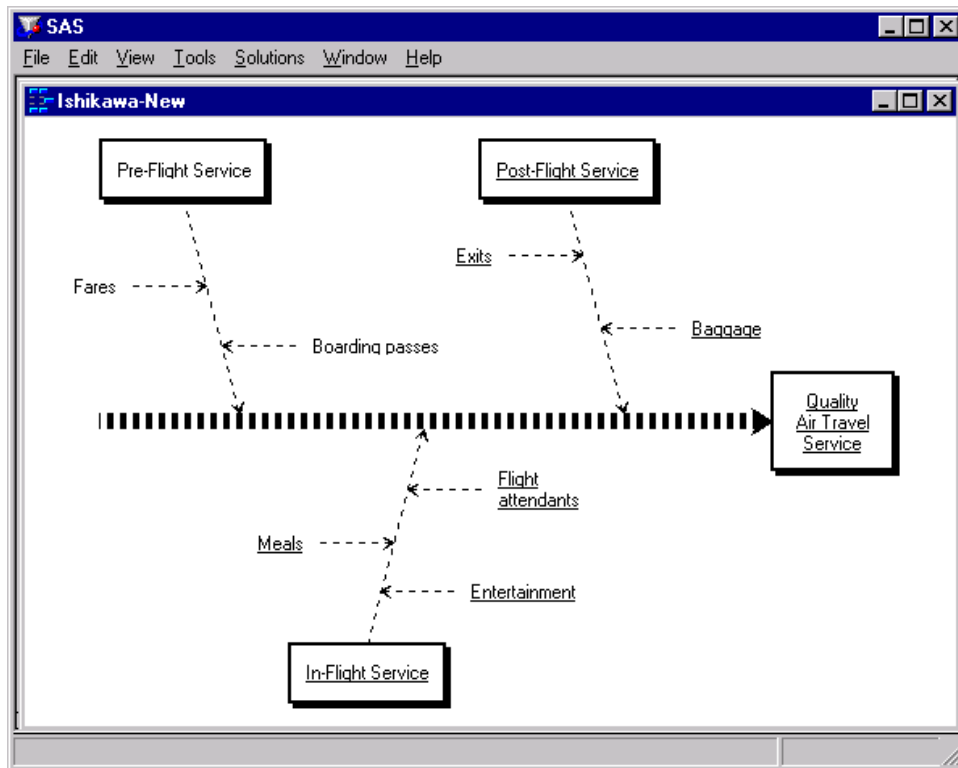 SAS
File Edit View Tools Solutions Window Help
Ishikawa-New
Pre-Flight Service
Post-Flight Service
Exits
Fares
Baggage
Boarding passes
Quality
Air Travel
Service
Flight
attendants
Meals
Entertainment
In-Flight Service